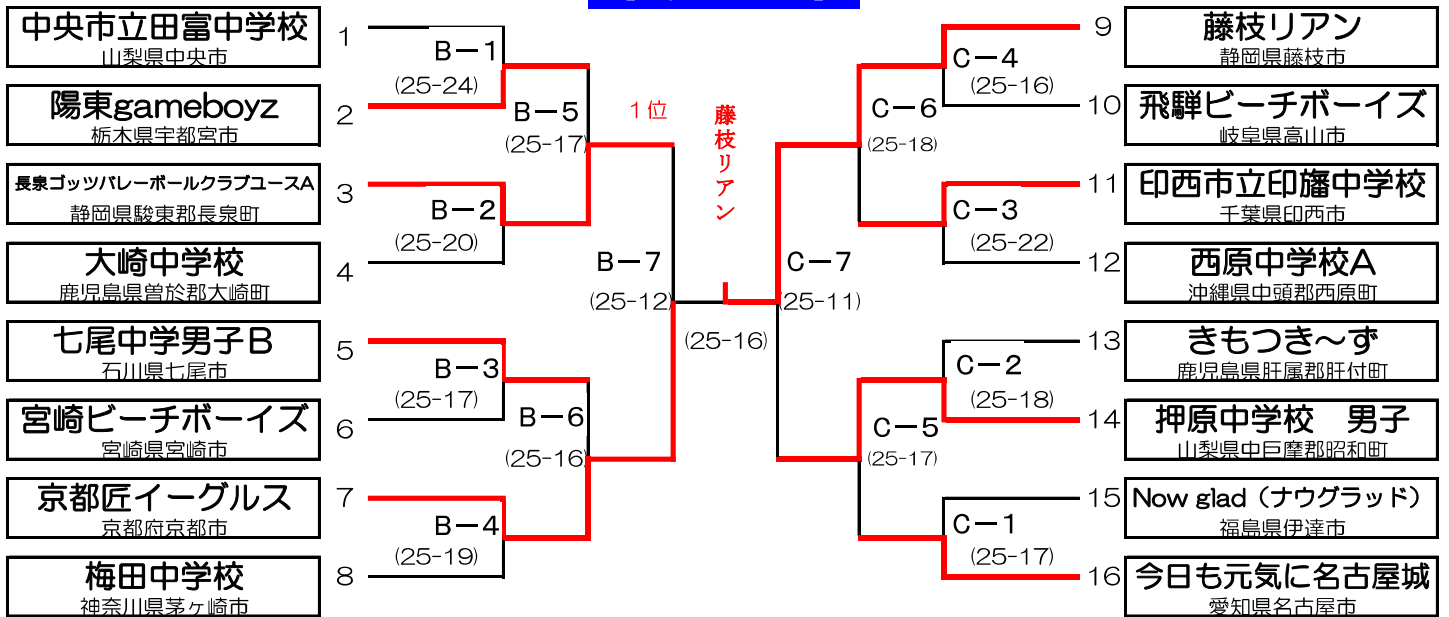 中央市立田富中学校
山梨県中央市
1
陽東gameboyz
栃木県宇都宮市
2
長泉ゴッツバレーボールクラブユースA
静岡県駿東郡長泉町
3
大崎中学校
鹿児島県曽於郡大崎町
4
七尾中学男子B
石川県七尾市
5
宮崎ビーチボーイズ
宮崎県宮崎市
6
京都匠イーグルス
京都府京都市
7
梅田中学校
神奈川県茅ヶ崎市
8
B-1
(25-24)
B-2
(25-20)
B-3
(25-17)
B-4
(25-19)
B-5
(25-17)
B-6
(25-16)
B-7
(25-12)
1位
藤枝リアン
(25-16)
C-7
(25-11)
C-6
(25-18)
C-5
(25-17)
C-4
(25-16)
C-3
(25-22)
C-2
(25-18)
C-1
(25-17)
9
藤枝リアン
静岡県藤枝市
10
飛騨ビーチボーイズ
岐阜県高山市
11
印西市立印旛中学校
千葉県印西市
12
西原中学校A
沖縄県中頭郡西原町
13
きもつき~ず
鹿児島県肝属郡肝付町
14
押原中学校 男子
山梨県中巨摩郡昭和町
15
Now glad(ナウグラッド)
福島県伊達市
16
今日も元気に名古屋城
愛知県名古屋市